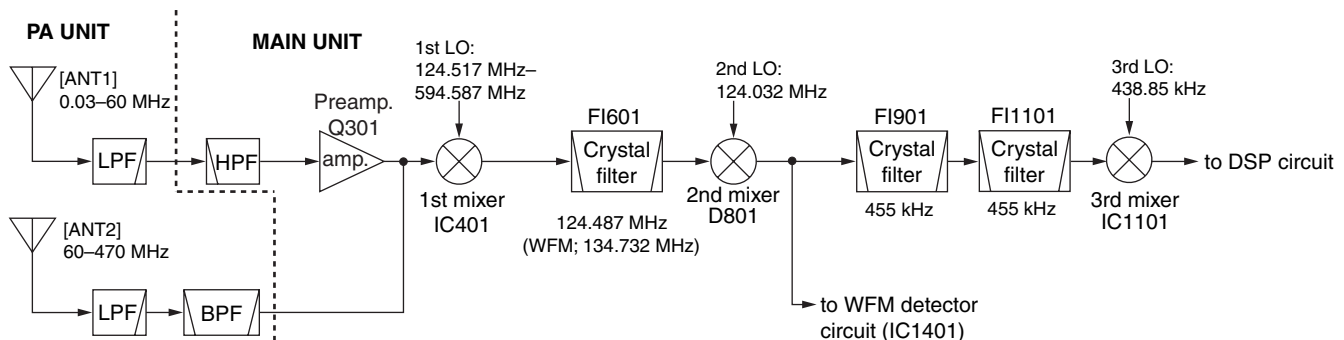 PA UNIT
MAIN UNIT
[ANT1]
0.03–60 MHz
LPF
HPF
Preamp.
Q301
amp.
1st LO:
124.517 MHz–
594.587 MHz
1st mixer
IC401
FI601
Crystal
filter
124.487 MHz
(WFM; 134.732 MHz)
2nd LO:
124.032 MHz
2nd mixer
D801
FI901
Crystal
filter
455 kHz
FI1101
Crystal
filter
455 kHz
3rd LO:
438.85 kHz
3rd mixer
IC1101
to DSP circuit
[ANT2]
60–470 MHz
LPF
BPF
to WFM detector
circuit (IC1401)